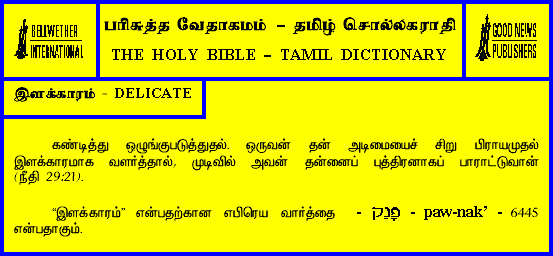 BELLWETHER
INTERNATIONAL
பரிசுத்த வேதாகமம் – தமிழ் சொல்லகராதி
THE HOLY BIBLE – TAMIL DICTIONARY
GOOD NEWS
PUBLISHERS
இளக்காரம் - DELICATE
கண்டித்து ஒழுங்குபடுத்துதல். ஒருவன் தன் அடிமையைச் சிறு பிராயமுதல்
இளக்காரமாக வளர்த்தால், முடிவில் அவன் தன்னைப் புத்திரனாகப் பாராட்டுவான்
(நீதி 29:21).
“இளக்காரம்” என்பதற்கான எபிரெய வார்த்தை - פָּנַק - paw-nak’ - 6445
என்பதாகும்.